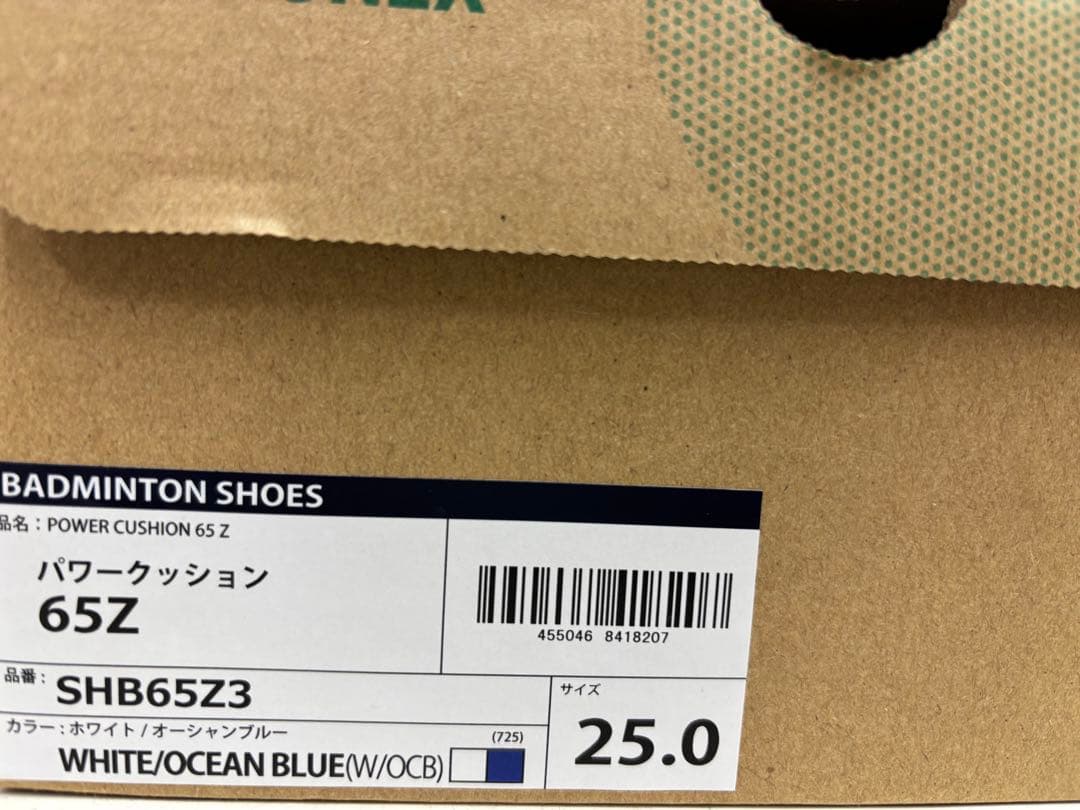 BADMINTON SHOES
品名：POWER CUSHION 65 Z
パワークッション
65Z
455046 8418207
品番：
SHB65Z3
サイズ
25.0
カラー：ホワイト / オーシャンブルー
(725)
WHITE/OCEAN BLUE(W/OCB)